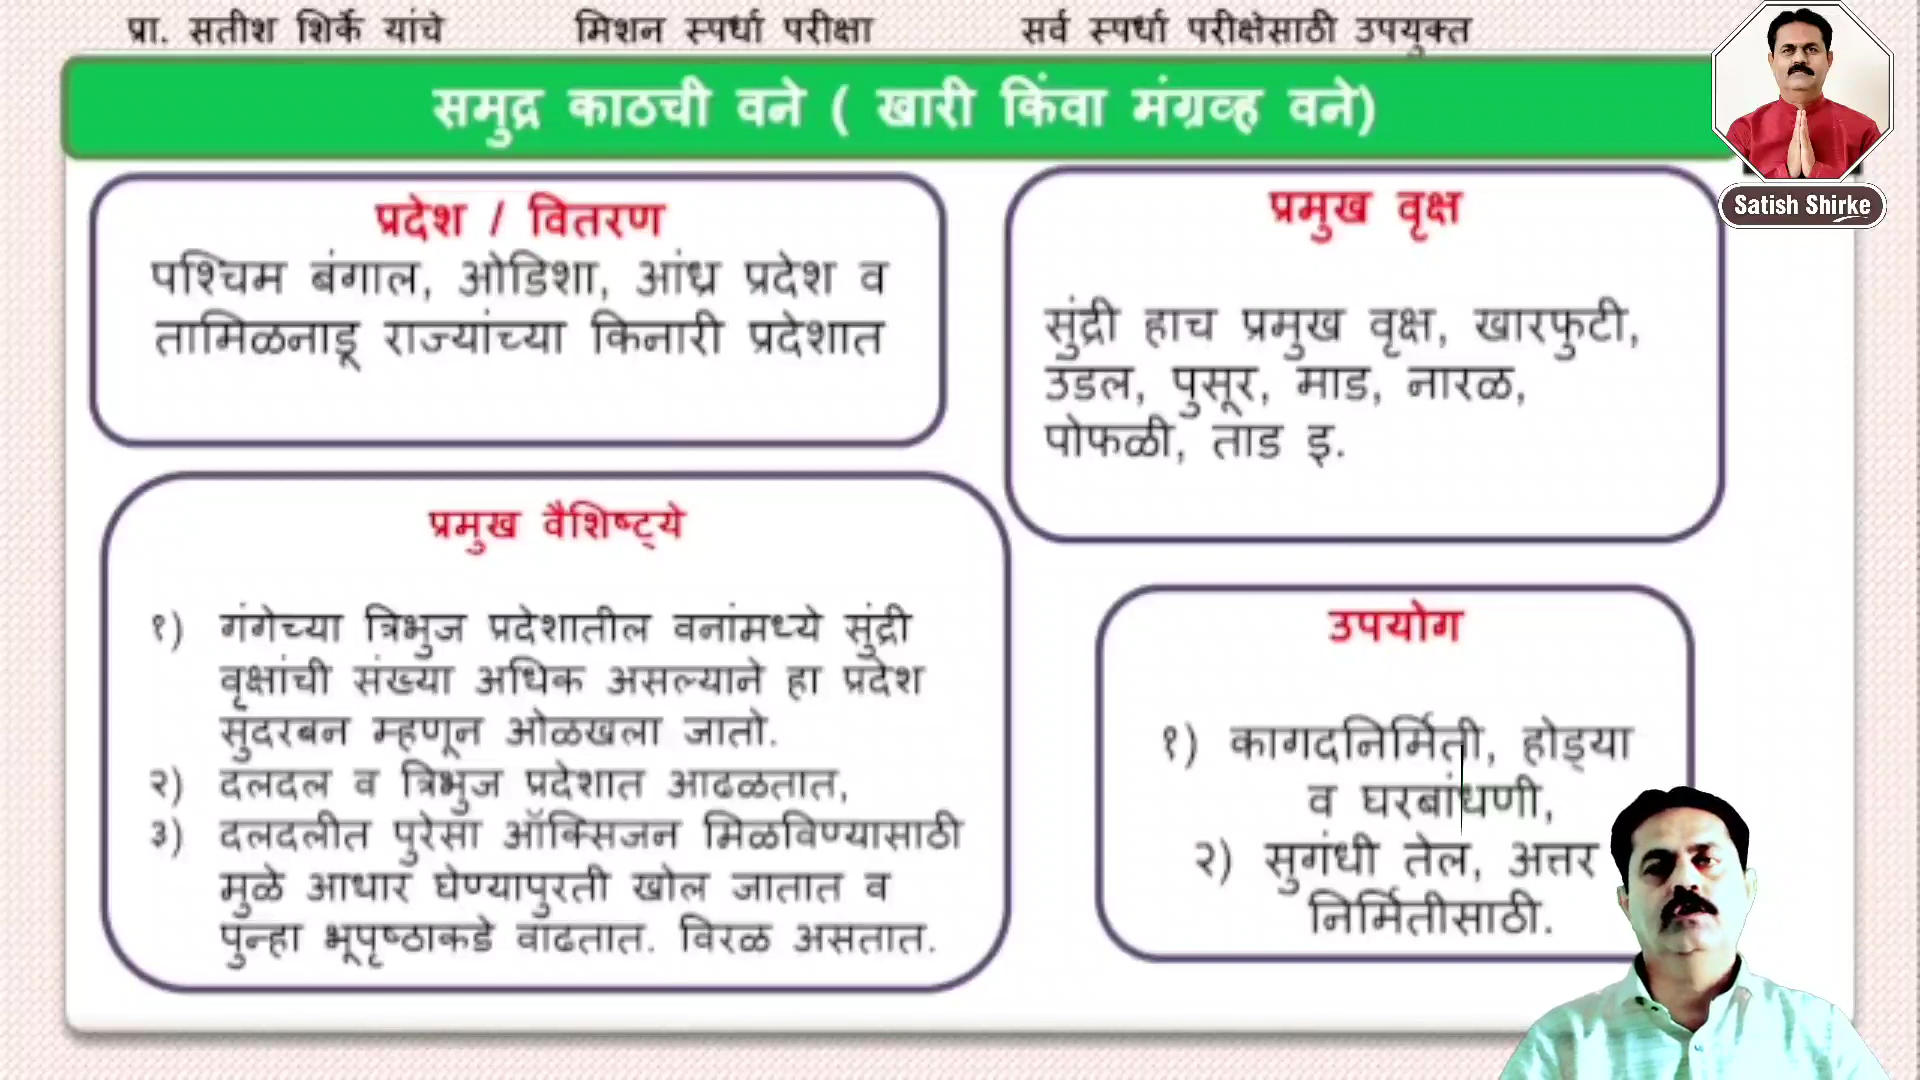 प्रा. सतीश शिर्के यांचे मिशन स्पर्धा परीक्षा सर्व स्पर्धा परीक्षेसाठी उपयुक्त
समुद्र काठची वने ( खारी किंवा मंग्रव्ह वने)
Satish Shirke
प्रदेश / वितरण
पश्चिम बंगाल, ओडिशा, आंध्र प्रदेश व
तामिळनाडू राज्यांच्या किनारी प्रदेशात
प्रमुख वृक्ष
सुंद्री हाच प्रमुख वृक्ष, खारफुटी,
उंडल, पुसूर, माड, नारळ,
पोफळी, ताड इ.
प्रमुख वैशिष्ट्ये
१) गंगेच्या त्रिभुज प्रदेशातील वनांमध्ये सुंद्री
वृक्षांची संख्या अधिक असल्याने हा प्रदेश
सुदरबन म्हणून ओळखला जातो.
२) दलदल व त्रिभुज प्रदेशात आढळतात,
३) दलदलीत पुरेसा ऑक्सिजन मिळविण्यासाठी
मुळे आधार घेण्यापुरती खोल जातात व
पुन्हा भूपृष्ठाकडे वाढतात. विरळ असतात.
उपयोग
१) कागदनिर्मिती, होड्या
व घरबांधणी,
२) सुगंधी तेल, अत्तर
निर्मितीसाठी.